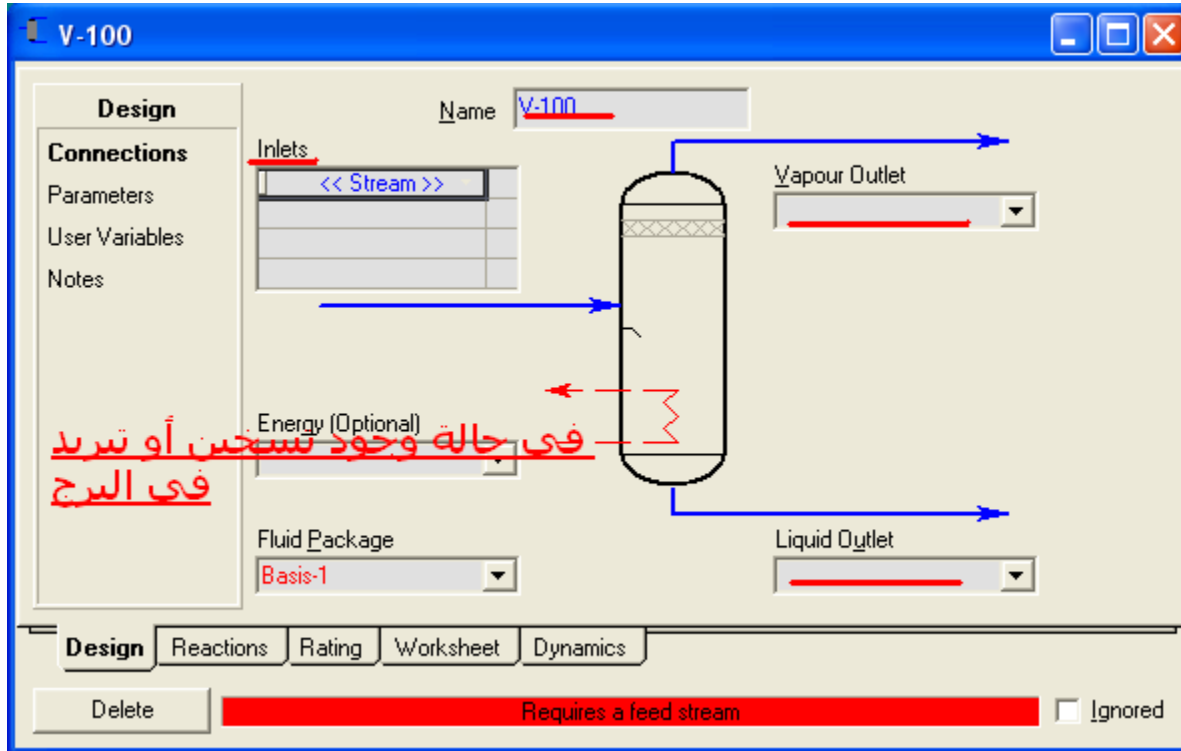 V-100
Design
Connections
Parameters
User Variables
Notes
Name V-100
Inlets
<< Stream >>
Vapour Outlet
Energy (Optional)
في حالة وجود تسخين أو تبريد
في البرج
Fluid Package
Basis-1
Liquid Outlet
Design Reactions Rating Worksheet Dynamics
Delete Requires a feed stream Ignored